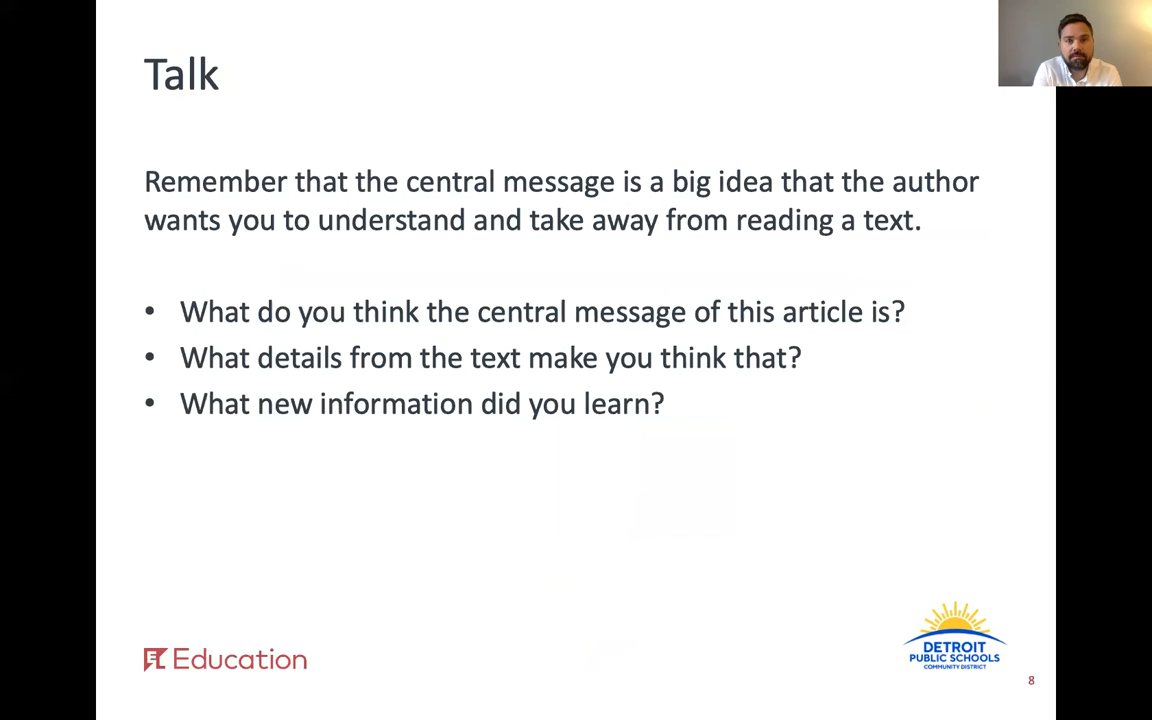 Talk
Remember that the central message is a big idea that the author
wants you to understand and take away from reading a text.
• What do you think the central message of this article is?
• What details from the text make you think that?
• What new information did you learn?
EL Education
DETROIT
PUBLIC SCHOOLS
COMMUNITY DISTRICT
8